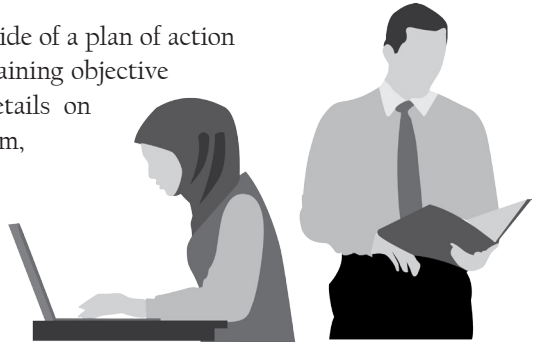 ide of a plan of action
aining objective
etails on
m,